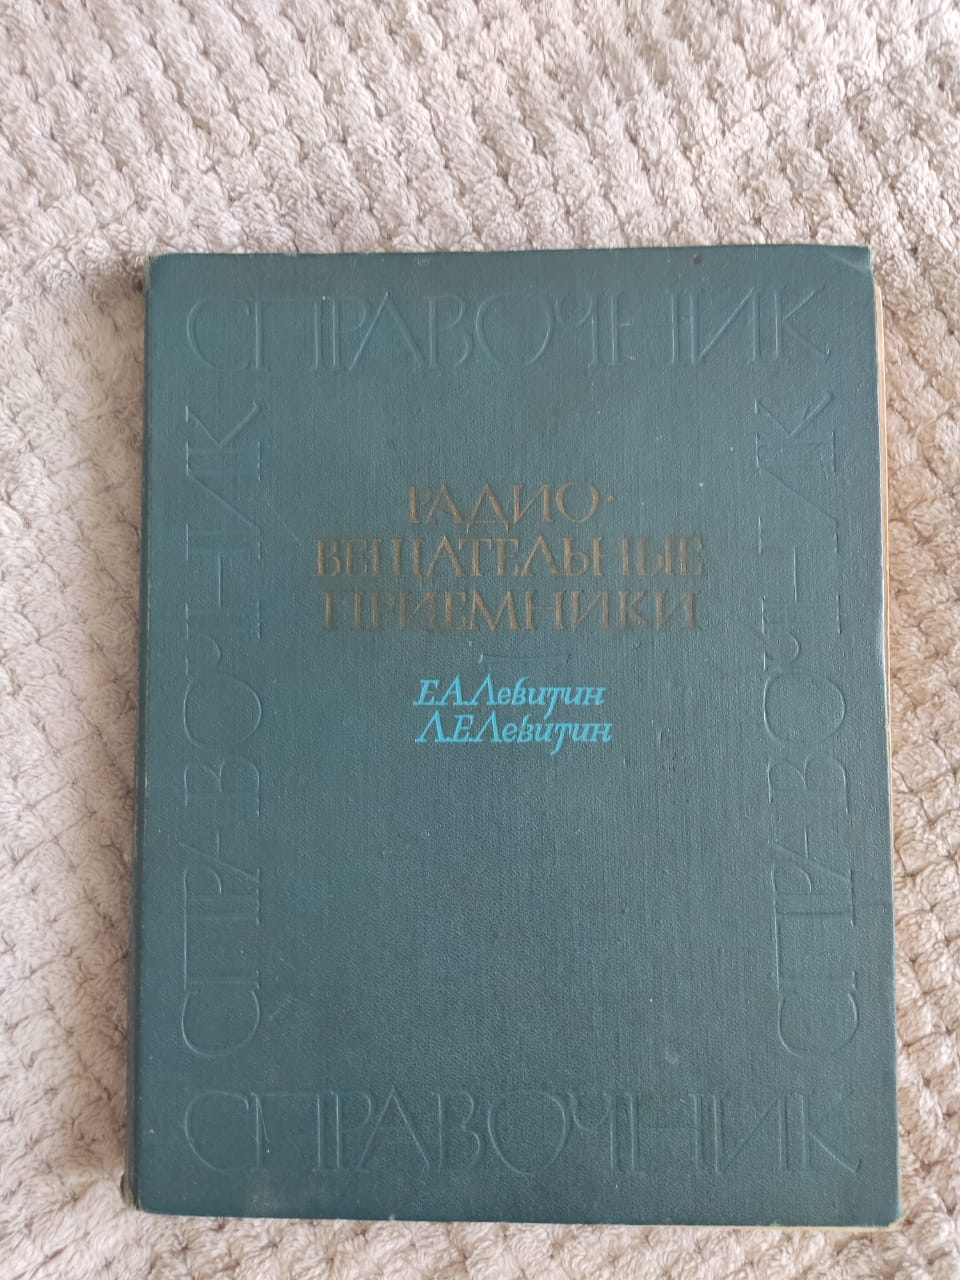 СПРАВОЧНИК
СПРАВОЧНИК
РАДИО-
ВЕЩАТЕЛЬНЫЕ
ПРИЕМНИКИ
Е.А.Левитин
Л.Е.Левитин
СПРАВОЧНИК
СПРАВОЧНИК